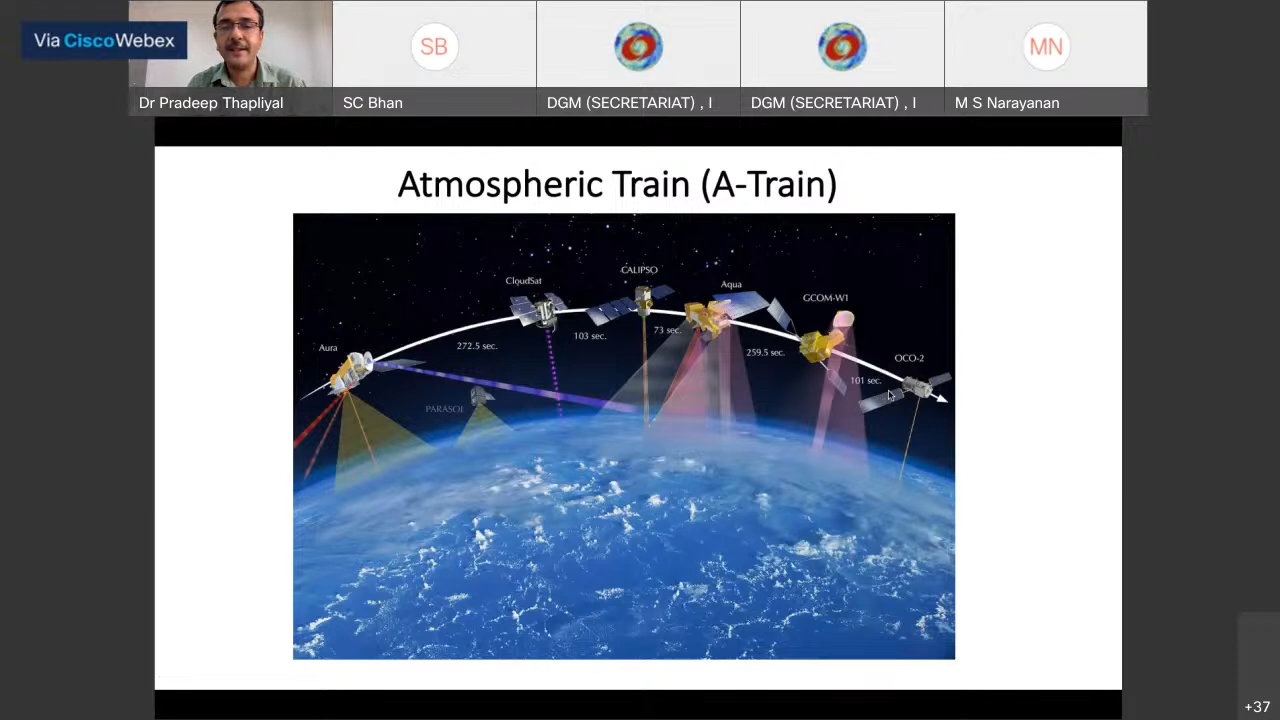 Via CiscoWebex
Dr Pradeep Thapliyal
SB
SC Bhan
DGM (SECRETARIAT) , I
DGM (SECRETARIAT) , I
MN
M S Narayanan
Atmospheric Train (A-Train)
CALIPSO
CloudSat
Aqua
GCOM-W1
73 sec.
103 sec.
Aura
272.5 sec.
259.5 sec.
OCO-2
101 sec.
PARASOL
+37